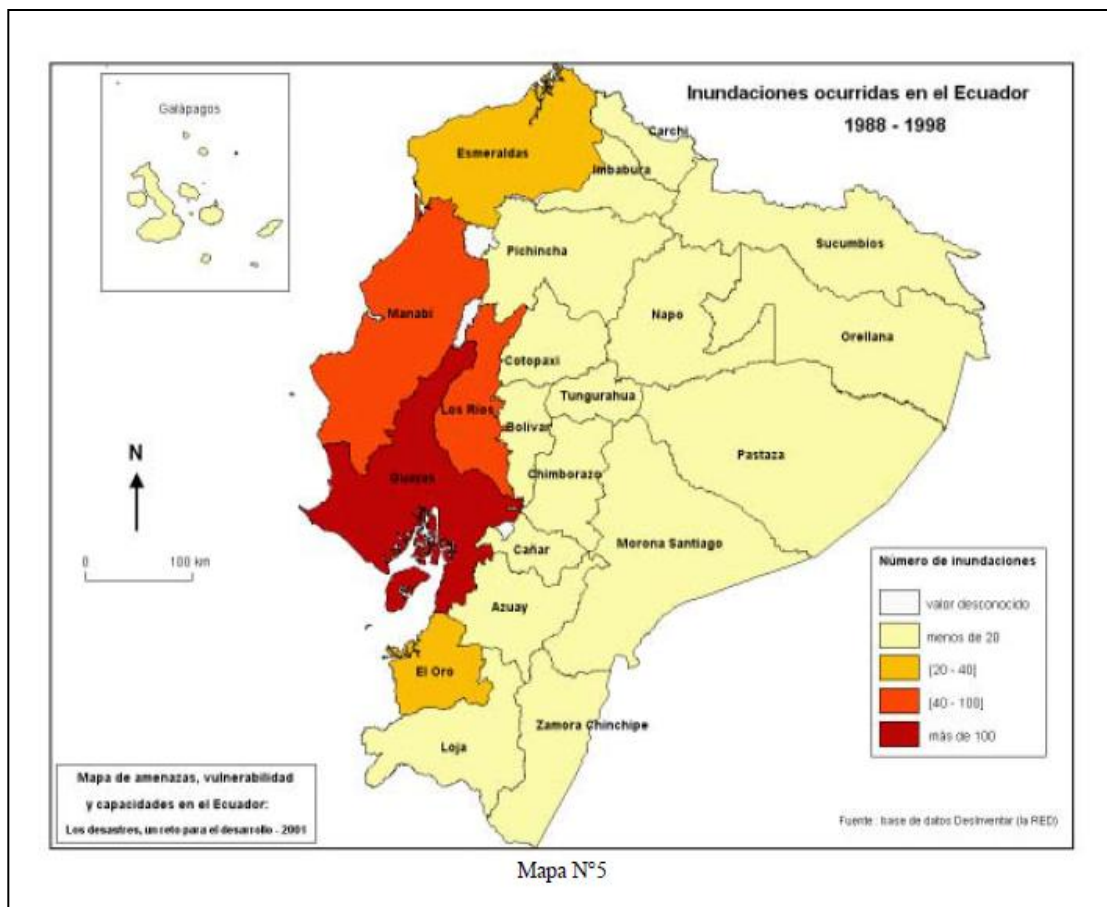 Galápagos
Inundaciones ocurridas en el Ecuador
1988 - 1998
Carchi
Esmeraldas
Imbabura
Sucumbios
Pichincha
Manabí
Napo
Orellana
Cotopaxi
Tungurahua
Los Ríos
Bolívar
Pastaza
Chimborazo
Guayas
N
0 100 km
Cañar
Morona Santiago
Azuay
El Oro
Zamora Chinchipe
Loja
Número de inundaciones
valor desconocido
menos de 20
[20 - 40]
[40 - 100]
más de 100
Mapa de amenazas, vulnerabilidad
y capacidades en el Ecuador:
Los desastres, un reto para el desarrollo - 2001
Fuente : base de datos DesInventar (la RED)
Mapa N°5